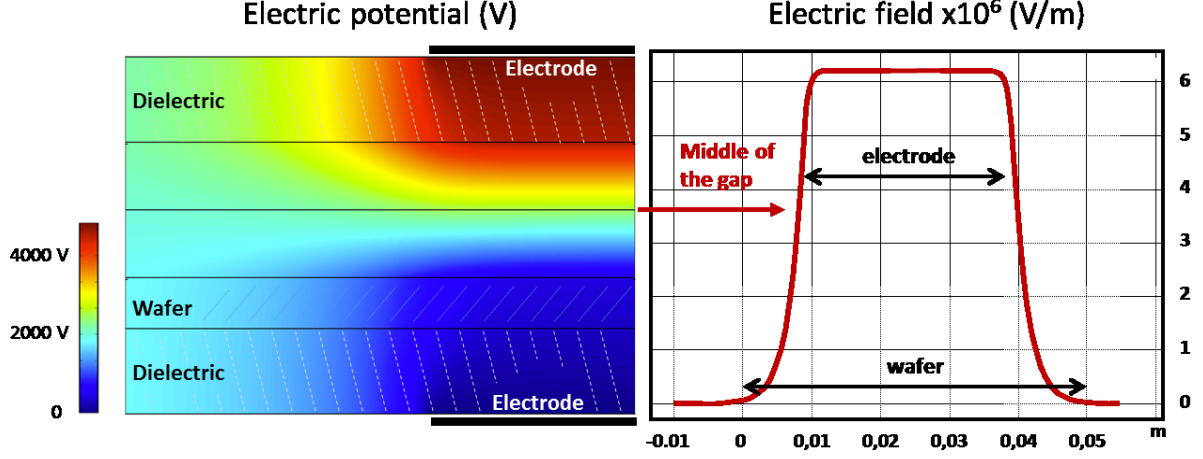 Electric potential (V)
Electric field x10⁶ (V/m)
Electrode
Dielectric
Wafer
Dielectric
Electrode
4000 V
2000 V
0
Middle of
the gap
electrode
wafer
6
5
4
3
2
1
0
-0.01 0 0,01 0,02 0,03 0,04 0,05 m